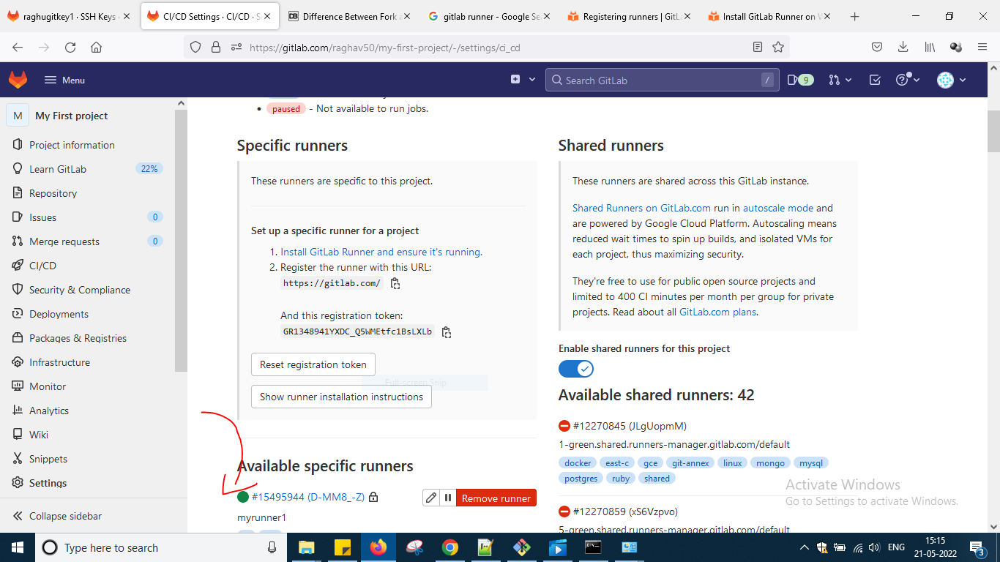 raghugitkey1 · SSH Keys
CI/CD Settings · CI/CD · S
Difference Between Fork a
gitlab runner - Google Se
Registering runners | GitLa
Install GitLab Runner on W
https://gitlab.com/raghav50/my-first-project/-/settings/ci_cd
Menu
Search GitLab
/
9
M
My First project
Project information
Learn GitLab
22%
Repository
Issues
0
Merge requests
0
CI/CD
Security & Compliance
Deployments
Packages & Registries
Infrastructure
Monitor
Analytics
Wiki
Snippets
Settings
Collapse sidebar
paused - Not available to run jobs.
Specific runners
These runners are specific to this project.
Set up a specific runner for a project
1. Install GitLab Runner and ensure it's running.
2. Register the runner with this URL:
https://gitlab.com/
And this registration token:
GR1348941YXDC_Q5WMEtfc1BsLXLb
Reset registration token
Full-screen Snip
Show runner installation instructions
Available specific runners
#15495944 (D-MM8_-Z)
Remove runner
myrunner1
Shared runners
These runners are shared across this GitLab instance.
Shared Runners on GitLab.com run in autoscale mode and
are powered by Google Cloud Platform. Autoscaling means
reduced wait times to spin up builds, and isolated VMs for
each project, thus maximizing security.
They're free to use for public open source projects and
limited to 400 CI minutes per month per group for private
projects. Read about all GitLab.com plans.
Enable shared runners for this project
Available shared runners: 42
#12270845 (JLgUopmM)
1-green.shared.runners-manager.gitlab.com/default
docker east-c gce git-annex linux mongo mysql
postgres ruby shared
#12270859 (xS6Vzpvo)
5-green.shared.runners-manager.gitlab.com/default
Activate Windows
Go to Settings to activate Windows.
Type here to search
ENG
15:15
21-05-2022
3